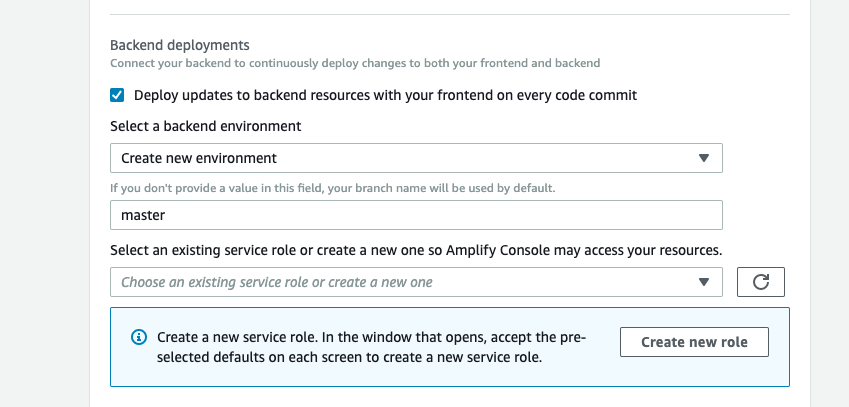 Backend deployments
Connect your backend to continuously deploy changes to both your frontend and backend
Deploy updates to backend resources with your frontend on every code commit
Select a backend environment
Create new environment
If you don't provide a value in this field, your branch name will be used by default.
master
Select an existing service role or create a new one so Amplify Console may access your resources.
Choose an existing service role or create a new one
Create a new service role. In the window that opens, accept the pre-
selected defaults on each screen to create a new service role.
Create new role